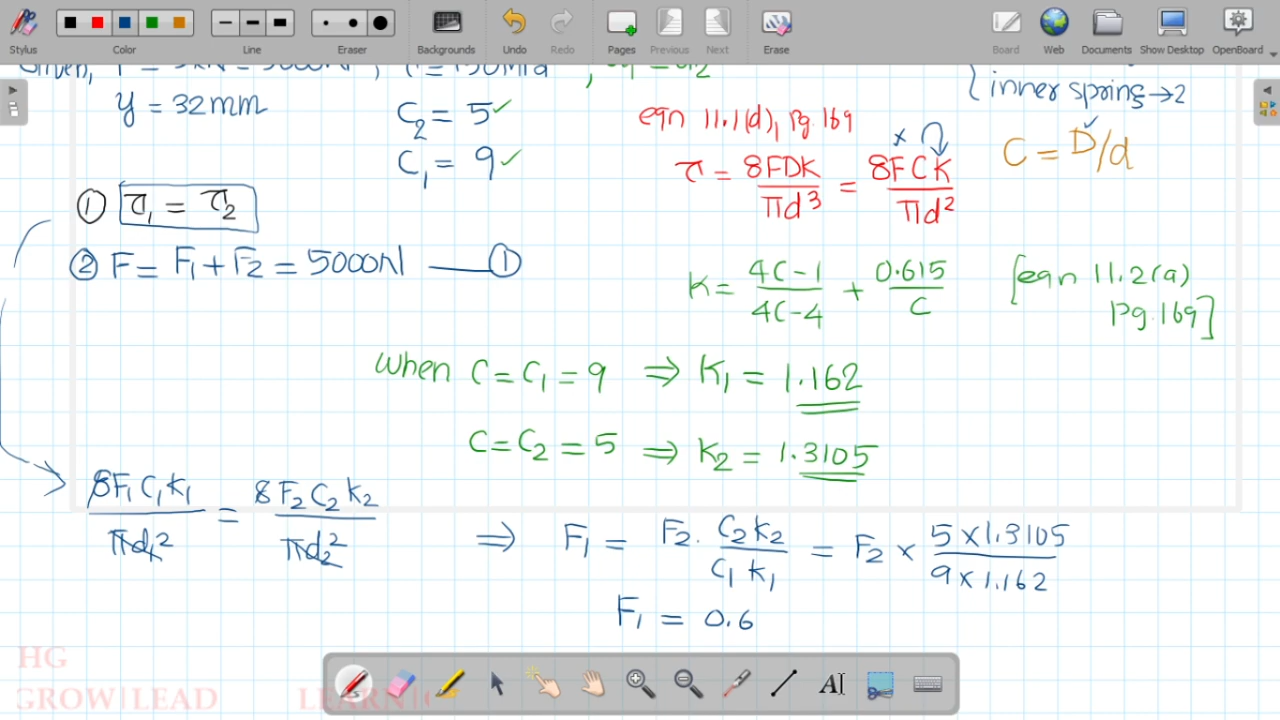 Stylus Color Line Eraser Backgrounds Undo Redo Pages Previous Next Erase Board Web Documents Show Desktop OpenBoard
Given,
y = 32mm
C₂ = 5 ✓
C₁ = 9 ✓
① τ₁ = τ₂
② F = F₁ + F₂ = 5000N ——①
eqn 11.1(d), pg.169
τ = 8FDK/πd³ = 8FCK/πd²
inner spring → 2
C = D/d
K = (4C-1)/(4C-4) + 0.615/C [eqn 11.2(a)
pg.169]
when C = C₁ = 9 ⇒ K₁ = 1.162
C = C₂ = 5 ⇒ K₂ = 1.3105
8F₁C₁K₁/πd₁² = 8F₂C₂K₂/πd₂² ⇒ F₁ = F₂ · C₂K₂/C₁K₁ = F₂ × (5 × 1.3105)/(9 × 1.162)
F₁ = 0.6
HG
GROW|LEAD LEARN